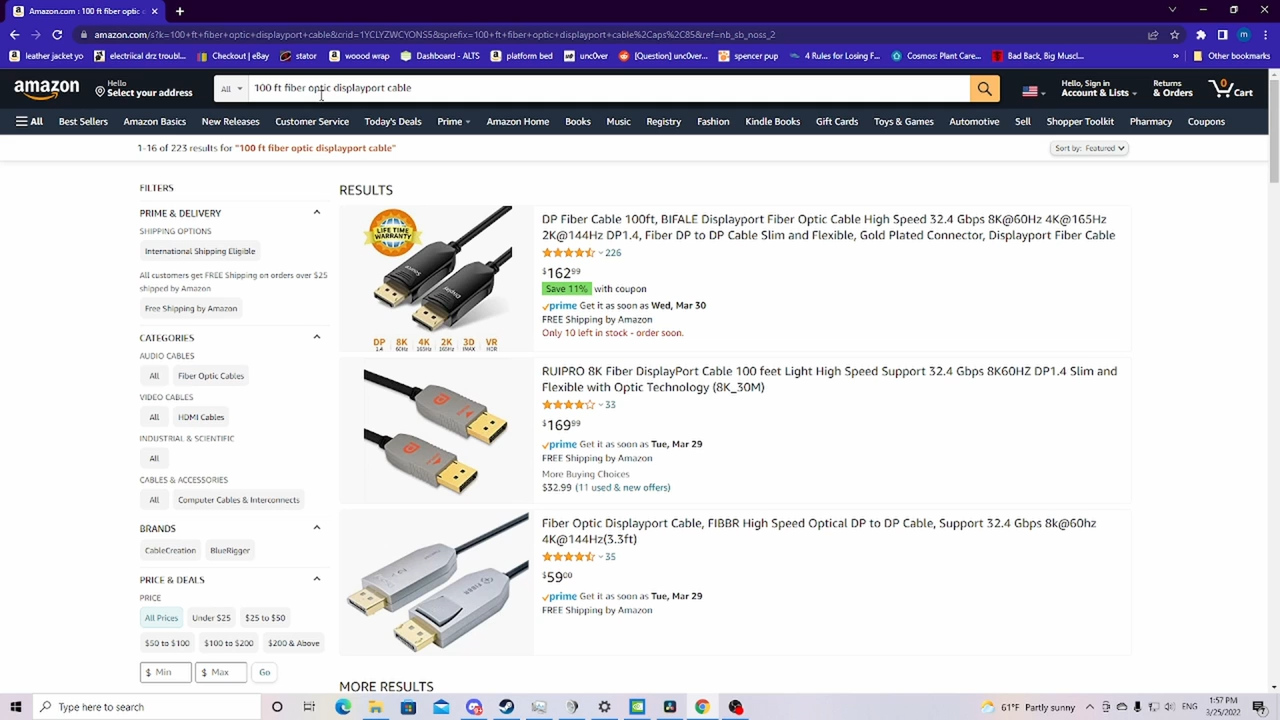 Amazon.com : 100 ft fiber optic d
amazon.com/s?k=100+ft+fiber+optic+displayport+cable&crid=1YCLYZWCYONS5&sprefix=100+ft+fiber+optic+displayport+cable%2Caps%2C85&ref=nb_sb_noss_2
leather jacket yo
electriical drz troubl...
Checkout | eBay
stator
woood wrap
Dashboard - ALTS
platform bed
unc0ver
[Question] unc0ver...
spencer pup
4 Rules for Losing F...
Cosmos: Plant Care...
Bad Back, Big Muscl...
Other bookmarks
amazon
Hello
Select your address
All
100 ft fiber optic displayport cable
Hello, Sign in
Account & Lists
Returns
& Orders
0
Cart
All
Best Sellers
Amazon Basics
New Releases
Customer Service
Today's Deals
Prime
Amazon Home
Books
Music
Registry
Fashion
Kindle Books
Gift Cards
Toys & Games
Automotive
Sell
Shopper Toolkit
Pharmacy
Coupons
1-16 of 223 results for "100 ft fiber optic displayport cable"
Sort by: Featured
FILTERS
PRIME & DELIVERY
SHIPPING OPTIONS
International Shipping Eligible
All customers get FREE Shipping on orders over $25
shipped by Amazon
Free Shipping by Amazon
CATEGORIES
AUDIO CABLES
All
Fiber Optic Cables
VIDEO CABLES
All
HDMI Cables
INDUSTRIAL & SCIENTIFIC
All
CABLES & ACCESSORIES
All
Computer Cables & Interconnects
BRANDS
CableCreation
BlueRigger
PRICE & DEALS
PRICE
All Prices
Under $25
$25 to $50
$50 to $100
$100 to $200
$200 & Above
$ Min
$ Max
Go
RESULTS
LIFE TIME
WARRANTY
Source
Display
DP 8K 4K 2K 3D VR
1.4 60Hz 165Hz 165Hz IMAX HDR
DP Fiber Cable 100ft, BIFALE Displayport Fiber Optic Cable High Speed 32.4 Gbps 8K@60Hz 4K@165Hz
2K@144Hz DP1.4, Fiber DP to DP Cable Slim and Flexible, Gold Plated Connector, Displayport Fiber Cable
226
$162⁹⁹
Save 11% with coupon
prime Get it as soon as Wed, Mar 30
FREE Shipping by Amazon
Only 10 left in stock - order soon.
RUIPRO 8K Fiber DisplayPort Cable 100 feet Light High Speed Support 32.4 Gbps 8K60HZ DP1.4 Slim and
Flexible with Optic Technology (8K_30M)
33
$169⁹⁹
prime Get it as soon as Tue, Mar 29
FREE Shipping by Amazon
More Buying Choices
$32.99 (11 used & new offers)
Fiber Optic Displayport Cable, FIBBR High Speed Optical DP to DP Cable, Support 32.4 Gbps 8k@60hz
4K@144Hz(3.3ft)
35
$59⁰⁰
prime Get it as soon as Tue, Mar 29
FREE Shipping by Amazon
MORE RESULTS
Type here to search
61°F Partly sunny
1:57 PM
3/25/2022